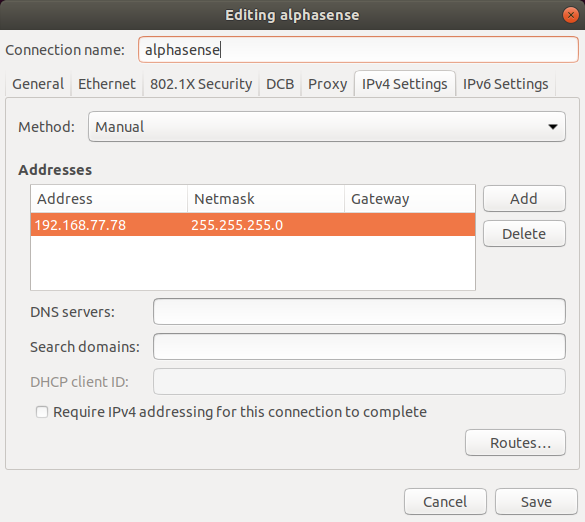 Editing alphasense
Connection name: alphasense
General Ethernet 802.1X Security DCB Proxy IPv4 Settings IPv6 Settings
Method: Manual
Addresses
Address Netmask Gateway Add
192.168.77.78 255.255.255.0
Delete
DNS servers:
Search domains:
DHCP client ID:
Require IPv4 addressing for this connection to complete
Routes...
Cancel Save